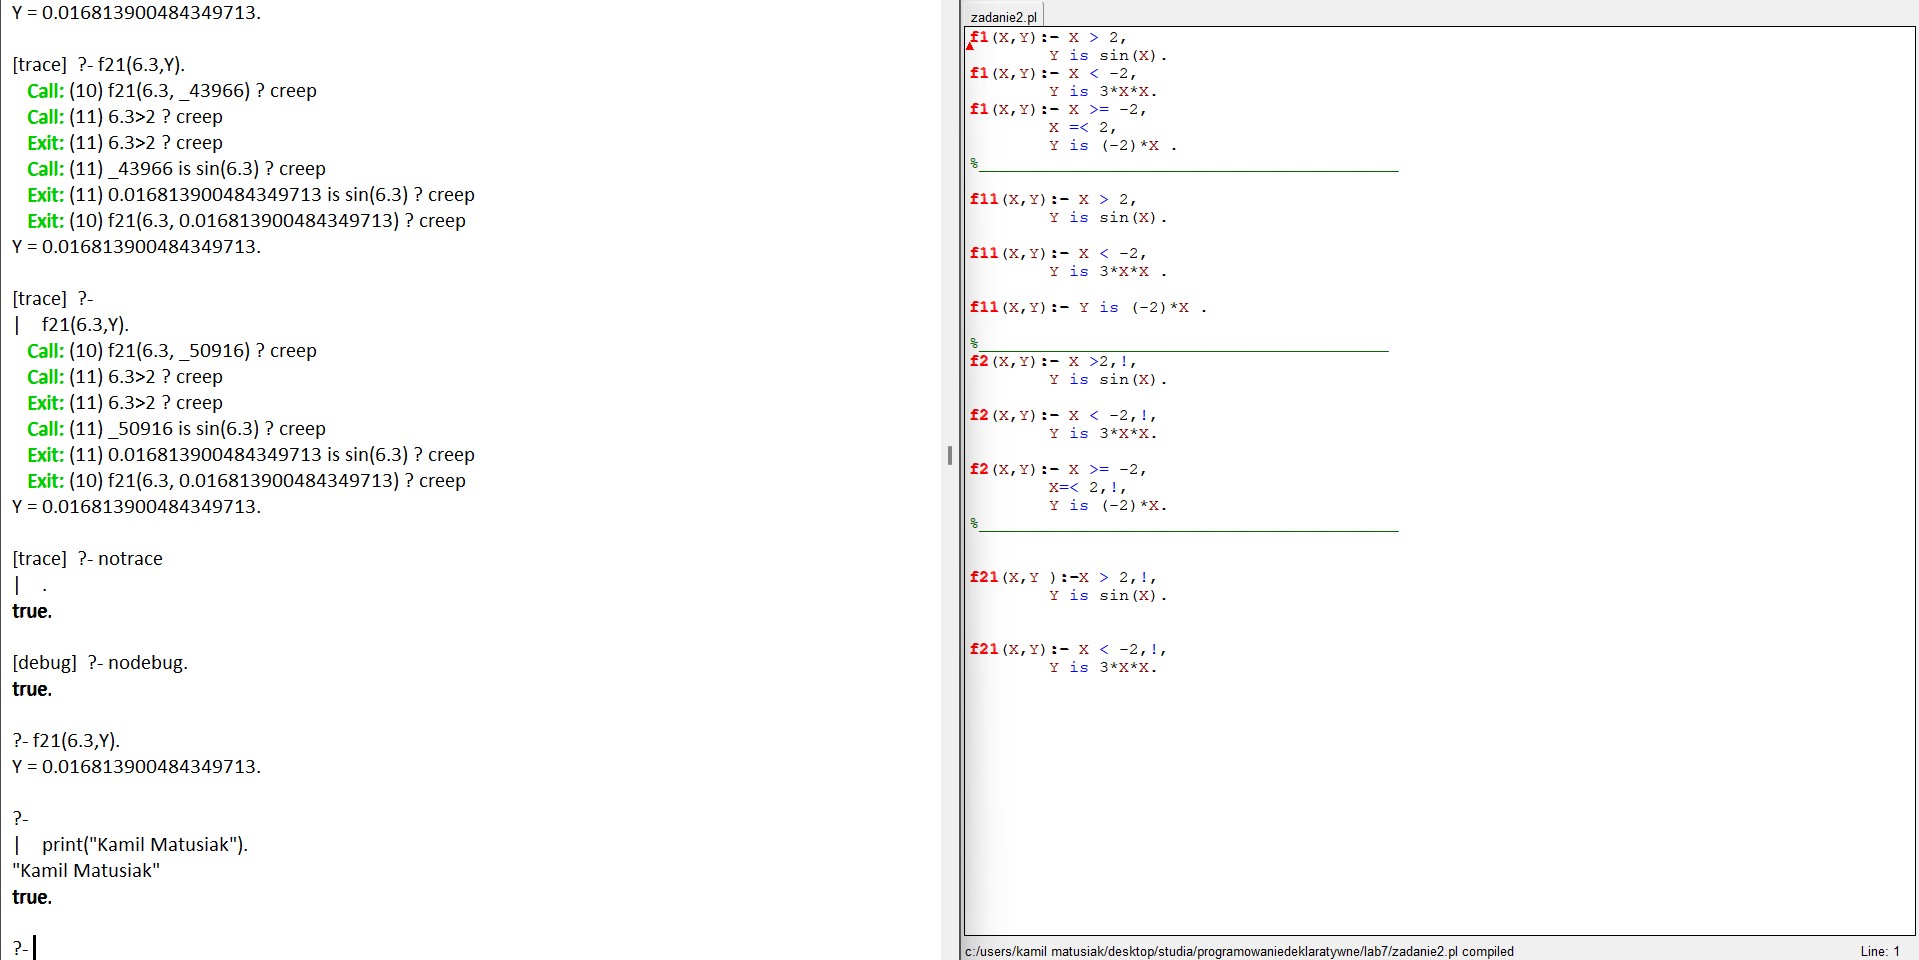 Y = 0.016813900484349713.
[trace]  ?- f21(6.3,Y).
Call: (10) f21(6.3, _43966) ? creep
Call: (11) 6.3>2 ? creep
Exit: (11) 6.3>2 ? creep
Call: (11) _43966 is sin(6.3) ? creep
Exit: (11) 0.016813900484349713 is sin(6.3) ? creep
Exit: (10) f21(6.3, 0.016813900484349713) ? creep
Y = 0.016813900484349713.
[trace]  ?-
|    f21(6.3,Y).
Call: (10) f21(6.3, _50916) ? creep
Call: (11) 6.3>2 ? creep
Exit: (11) 6.3>2 ? creep
Call: (11) _50916 is sin(6.3) ? creep
Exit: (11) 0.016813900484349713 is sin(6.3) ? creep
Exit: (10) f21(6.3, 0.016813900484349713) ? creep
Y = 0.016813900484349713.
[trace]  ?- notrace
|    .
true.
[debug]  ?- nodebug.
true.
?- f21(6.3,Y).
Y = 0.016813900484349713.
?-
|    print("Kamil Matusiak").
"Kamil Matusiak"
true.
?-
zadanie2.pl
f1(X,Y):- X > 2,
Y is sin(X).
f1(X,Y):- X < -2,
Y is 3*X*X.
f1(X,Y):- X >= -2,
X =< 2,
Y is (-2)*X .
%__________________________________________
f11(X,Y):- X > 2,
Y is sin(X).
f11(X,Y):- X < -2,
Y is 3*X*X .
f11(X,Y):- Y is (-2)*X .
%_________________________________________
f2(X,Y):- X >2,!,
Y is sin(X).
f2(X,Y):- X < -2,!,
Y is 3*X*X.
f2(X,Y):- X >= -2,
X=< 2,!,
Y is (-2)*X.
%__________________________________________
f21(X,Y ):-X > 2,!,
Y is sin(X).
f21(X,Y):- X < -2,!,
Y is 3*X*X.
c:/users/kamil matusiak/desktop/studia/programowaniedeklaratywne/lab7/zadanie2.pl compiled
Line: 1